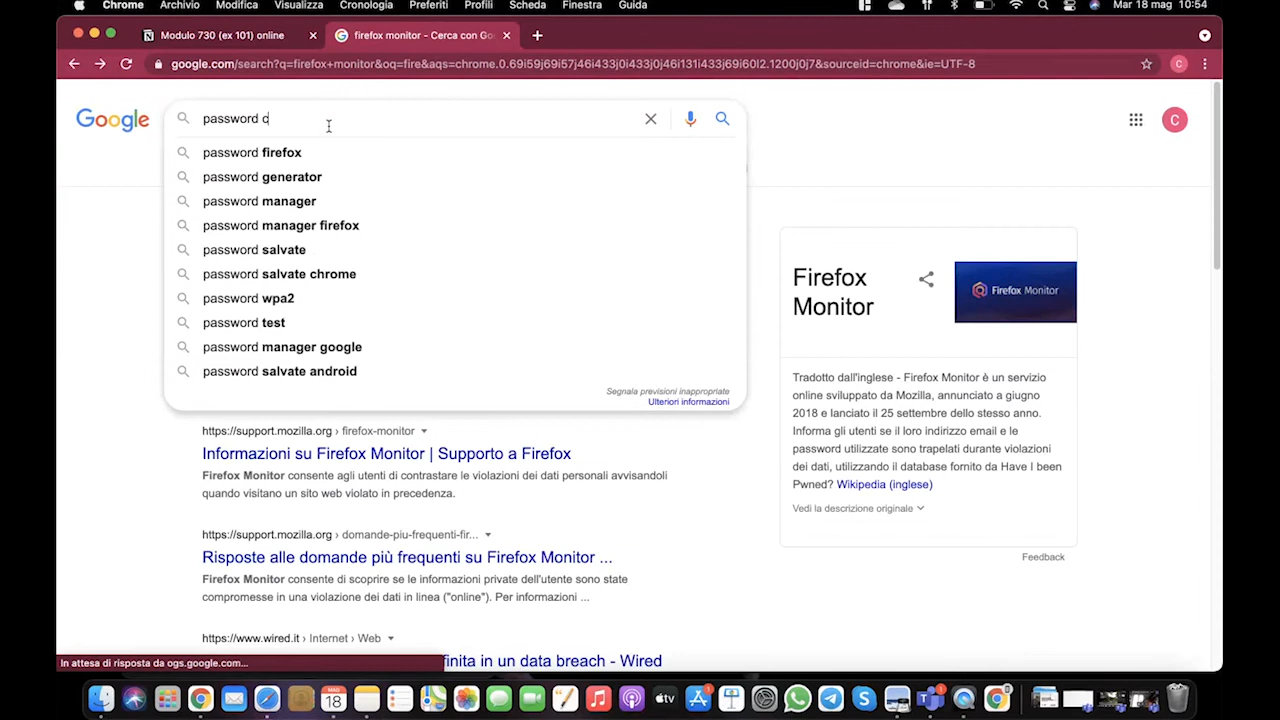 Chrome Archivio Modifica Visualizza Cronologia Preferiti Profili Scheda Finestra Guida Mar 18 mag 10:54
Modulo 730 (ex 101) online
firefox monitor - Cerca con Goo
google.com/search?q=firefox+monitor&oq=fire&aqs=chrome.0.69i59j69i57j46i433j0i433j0j46i131i433j69i60l2.1200j0j7&sourceid=chrome&ie=UTF-8
C
Google
password c
C
password firefox
password generator
password manager
password manager firefox
password salvate
password salvate chrome
password wpa2
password test
password manager google
password salvate android
Segnala previsioni inappropriate
Ulteriori informazioni
https://support.mozilla.org › firefox-monitor
Informazioni su Firefox Monitor | Supporto a Firefox
Firefox Monitor consente agli utenti di contrastare le violazioni dei dati personali avvisandoli
quando visitano un sito web violato in precedenza.
https://support.mozilla.org › domande-piu-frequenti-fir...
Risposte alle domande più frequenti su Firefox Monitor ...
Firefox Monitor consente di scoprire se le informazioni private dell'utente sono state
compromesse in una violazione dei dati in linea ("online"). Per informazioni ...
https://www.wired.it › Internet › Web
finita in un data breach - Wired
Firefox
Monitor
Firefox Monitor
Tradotto dall'inglese - Firefox Monitor è un servizio
online sviluppato da Mozilla, annunciato a giugno
2018 e lanciato il 25 settembre dello stesso anno.
Informa gli utenti se il loro indirizzo email e le
password utilizzate sono trapelati durante violazioni
dei dati, utilizzando il database fornito da Have I been
Pwned? Wikipedia (inglese)
Vedi la descrizione originale
Feedback
In attesa di risposta da ogs.google.com...
MAG
18
tv
1
1